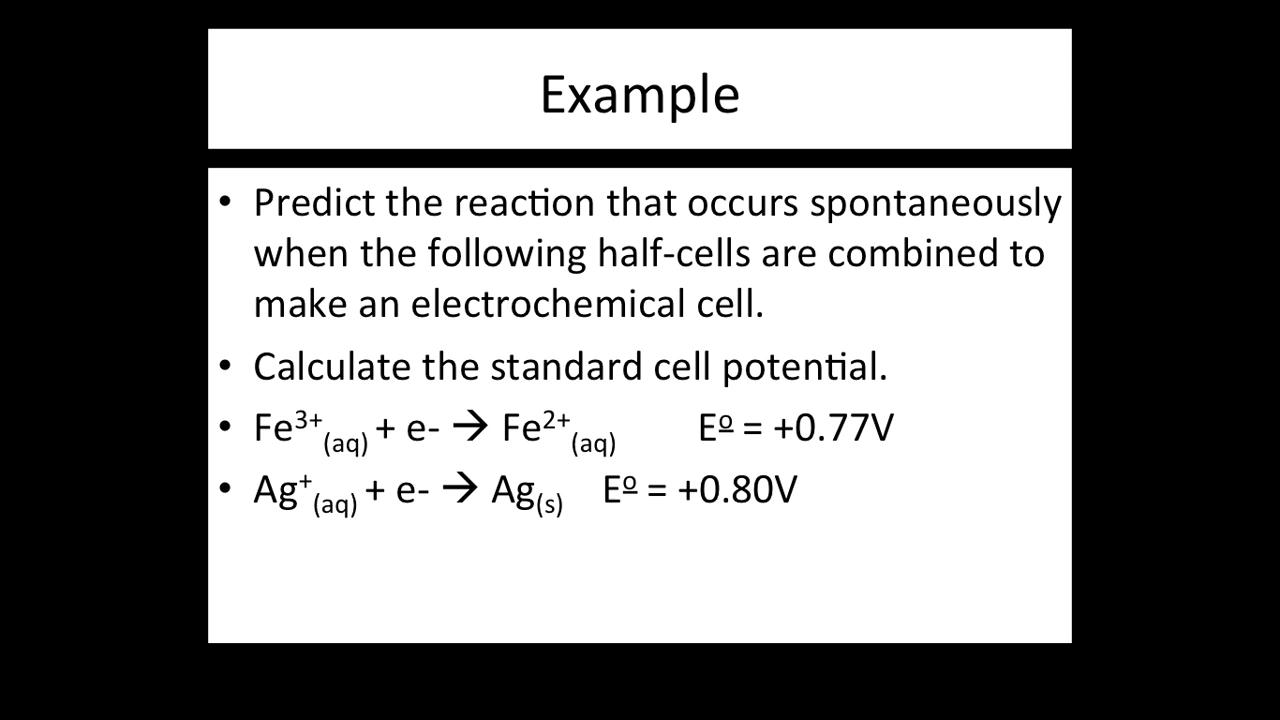 Example
• Predict the reaction that occurs spontaneously
when the following half-cells are combined to
make an electrochemical cell.
• Calculate the standard cell potential.
• Fe³⁺₍aq₎ + e- → Fe²⁺₍aq₎ Eº = +0.77V
• Ag⁺₍aq₎ + e- → Ag₍s₎ Eº = +0.80V